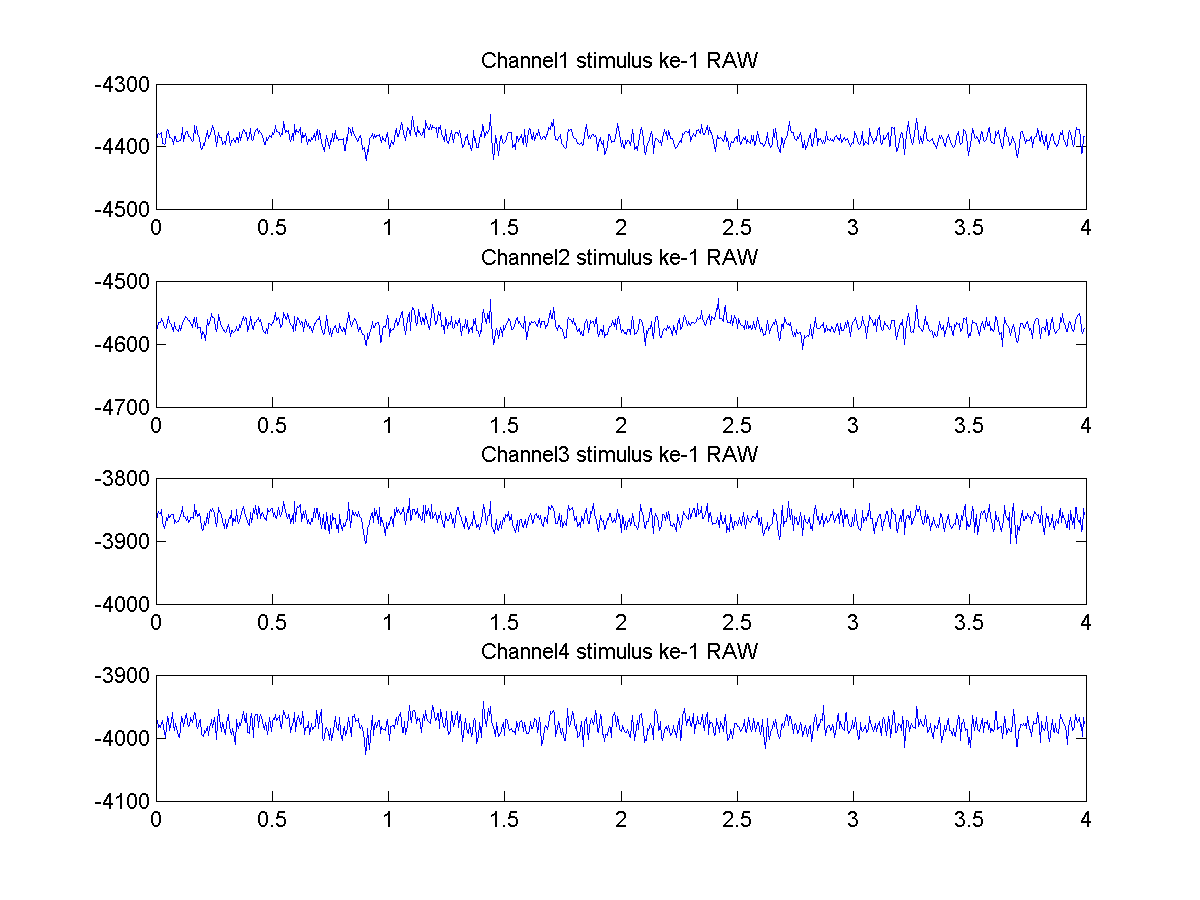 Channel1 stimulus ke-1 RAW
-4300
-4400
-4500
0 0.5 1 1.5 2 2.5 3 3.5 4
Channel2 stimulus ke-1 RAW
-4500
-4600
-4700
0 0.5 1 1.5 2 2.5 3 3.5 4
Channel3 stimulus ke-1 RAW
-3800
-3900
-4000
0 0.5 1 1.5 2 2.5 3 3.5 4
Channel4 stimulus ke-1 RAW
-3900
-4000
-4100
0 0.5 1 1.5 2 2.5 3 3.5 4